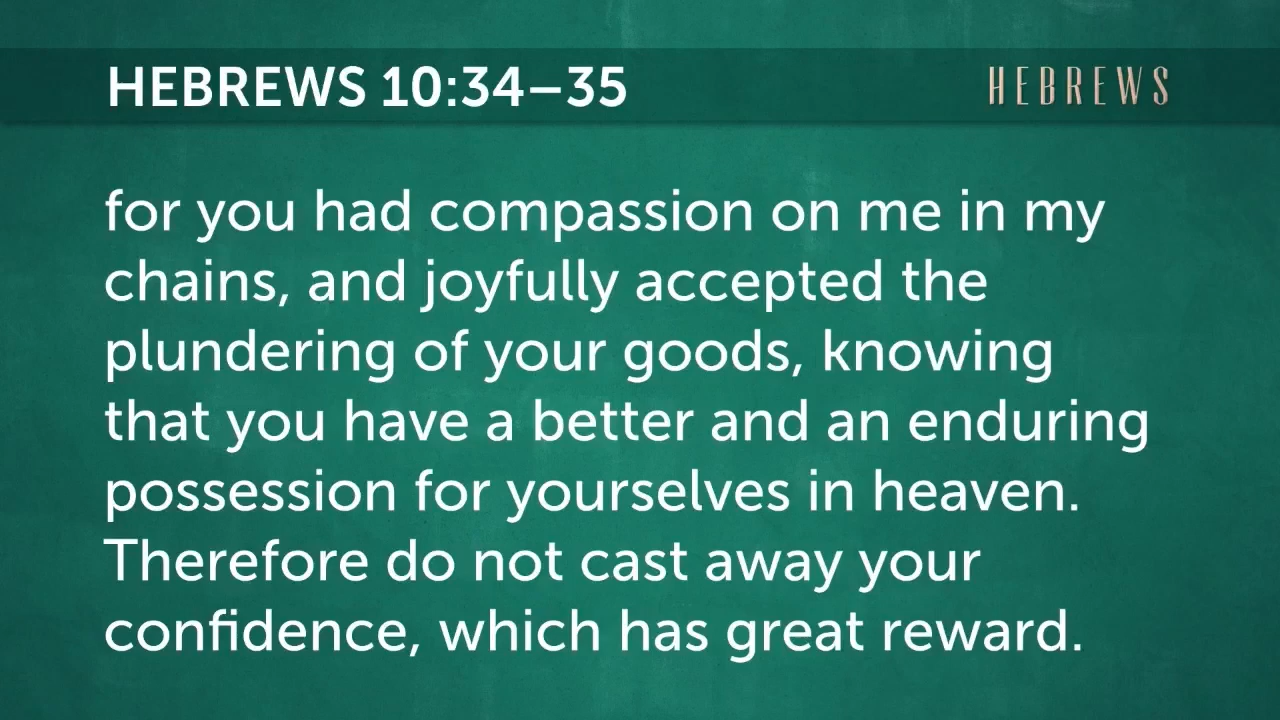 HEBREWS 10:34–35
HEBREWS
for you had compassion on me in my
chains, and joyfully accepted the
plundering of your goods, knowing
that you have a better and an enduring
possession for yourselves in heaven.
Therefore do not cast away your
confidence, which has great reward.